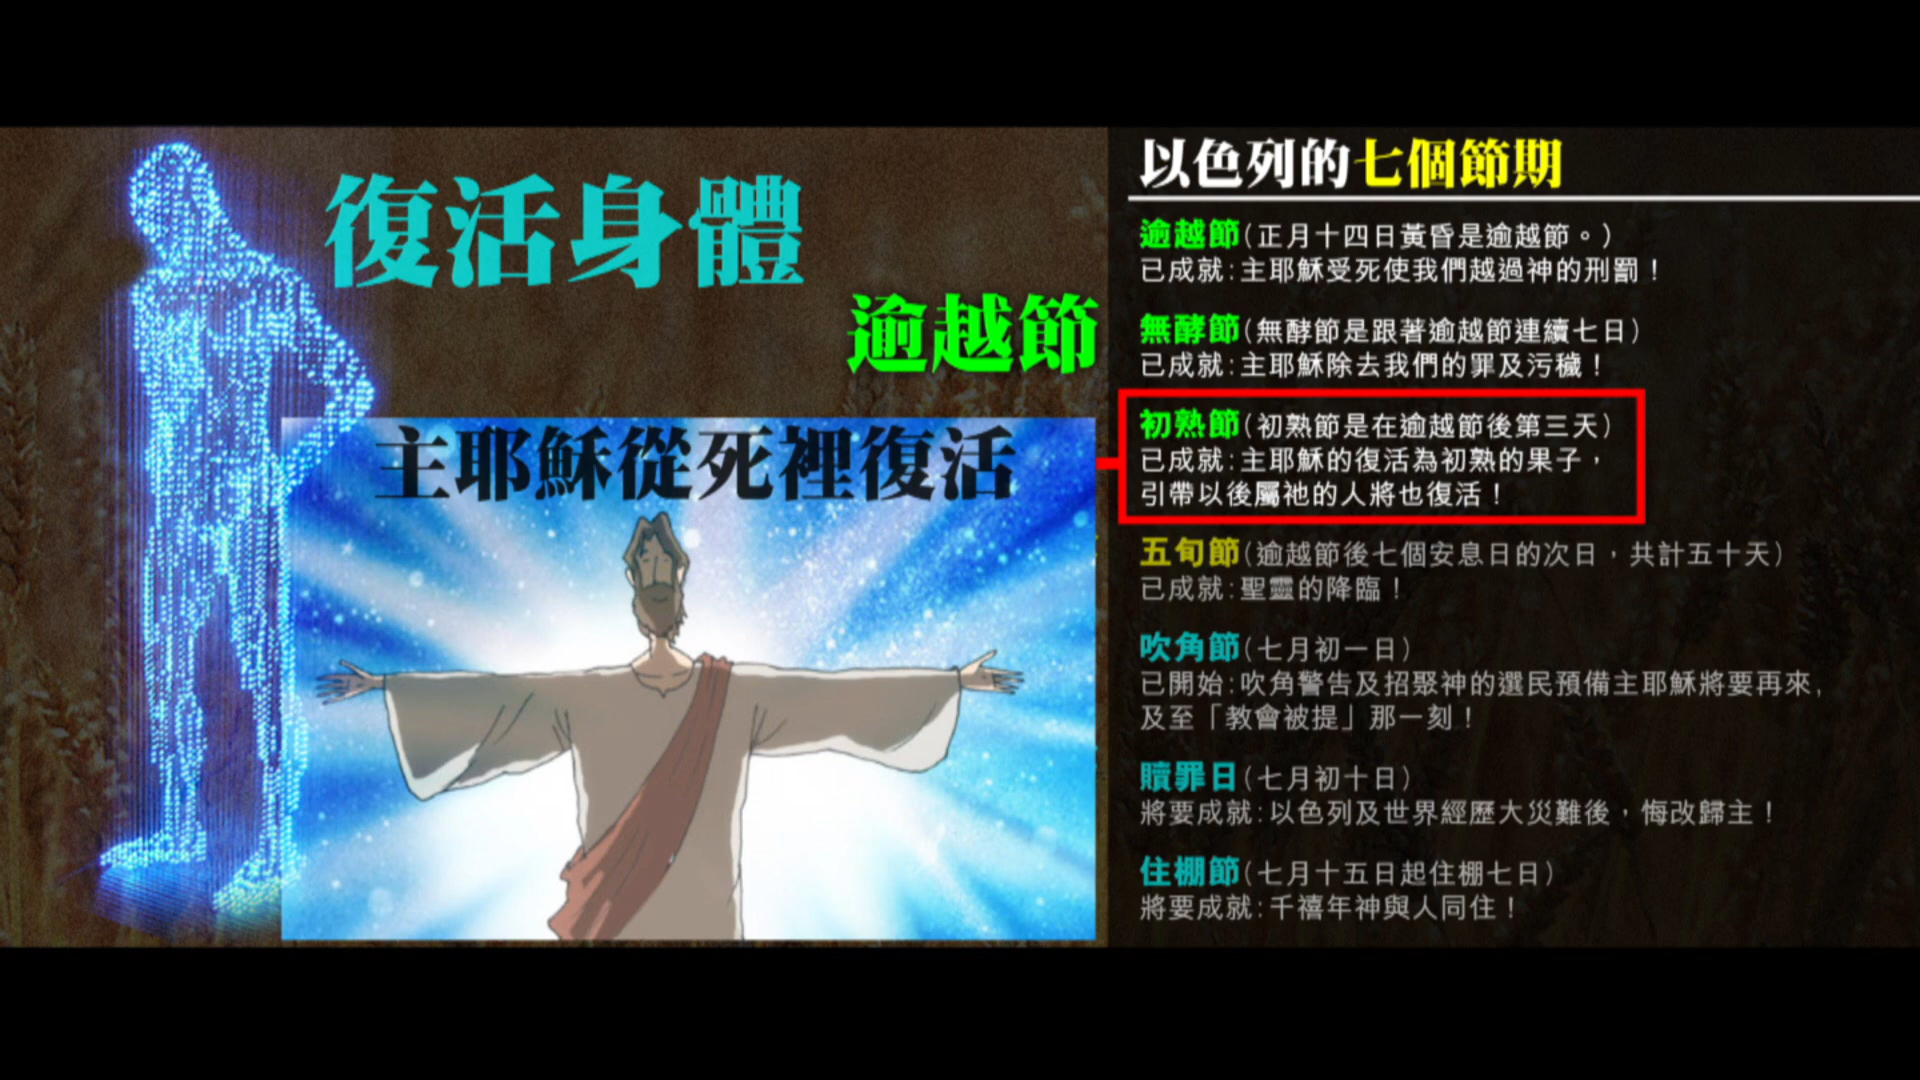 復活身體
逾越節
主耶穌從死裡復活
以色列的七個節期
逾越節(正月十四日黃昏是逾越節。)
已成就:主耶穌受死使我們越過神的刑罰！
無酵節(無酵節是跟著逾越節連續七日)
已成就:主耶穌除去我們的罪及污穢！
初熟節(初熟節是在逾越節後第三天)
已成就:主耶穌的復活為初熟的果子，
引帶以後屬祂的人將也復活！
五旬節(逾越節後七個安息日的次日，共計五十天)
已成就:聖靈的降臨！
吹角節(七月初一日)
已開始:吹角警告及招聚神的選民預備主耶穌將要再來,
及至「教會被提」那一刻！
贖罪日(七月初十日)
將要成就:以色列及世界經歷大災難後，悔改歸主！
住棚節(七月十五日起住棚七日)
將要成就:千禧年神與人同住！